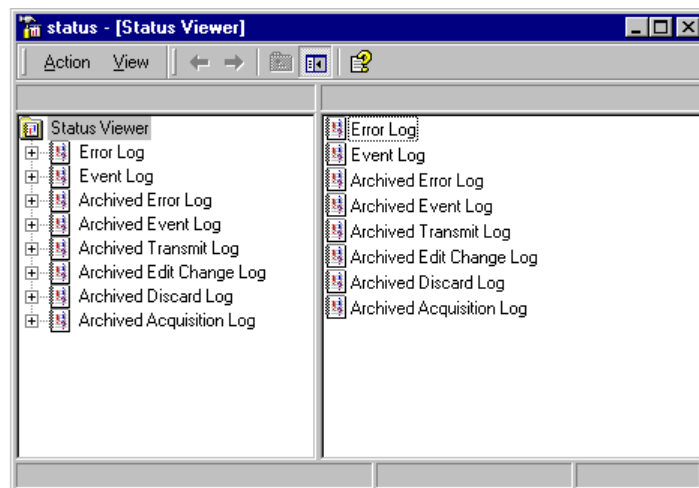 status - [Status Viewer]
Action View
Status Viewer
Error Log
Event Log
Archived Error Log
Archived Event Log
Archived Transmit Log
Archived Edit Change Log
Archived Discard Log
Archived Acquisition Log
Error Log
Event Log
Archived Error Log
Archived Event Log
Archived Transmit Log
Archived Edit Change Log
Archived Discard Log
Archived Acquisition Log